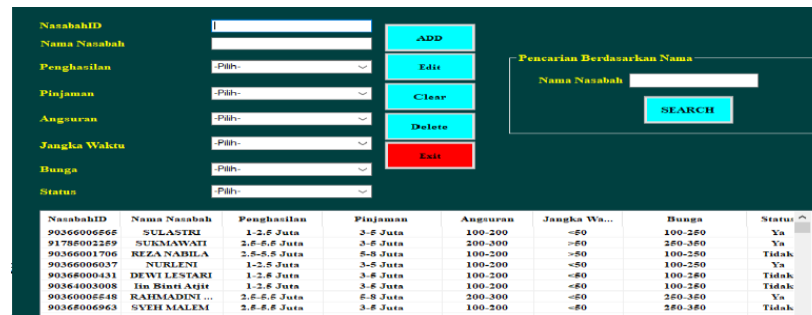 NasabahID
Nama Nasabah
Penghasilan -Pilih-
Pinjaman -Pilih-
Angsuran -Pilih-
Jangka Waktu -Pilih-
Bunga -Pilih-
Status -Pilih-
ADD
Edit
Clear
Delete
Exit
Pencarian Berdasarkan Nama
Nama Nasabah
SEARCH
NasabahID Nama Nasabah Penghasilan Pinjaman Angsuran Jangka Wa... Bunga Status
90366006565 SULASTRI 1-2.5 Juta 3-5 Juta 100-200 <50 100-250 Ya
91785002259 SUKMAWATI 2.5-5.5 Juta 3-5 Juta 200-300 >50 250-350 Ya
90366001706 REZA NABILA 2.5-5.5 Juta 5-8 Juta 100-200 >50 100-250 Tidak
90366006037 NURLENI 1-2.5 Juta 3-5 Juta 100-200 <50 100-250 Ya
90365000431 DEWI LESTARI 1-2.5 Juta 3-5 Juta 100-200 <50 100-250 Tidak
90364003008 Iin Binti Atjit 1-2.5 Juta 3-5 Juta 100-200 <50 100-250 Tidak
90360005548 RAHMADINI ... 2.5-5.5 Juta 5-8 Juta 200-300 <50 250-350 Ya
90365006963 SYEH MALEM 2.5-5.5 Juta 3-5 Juta 100-200 <50 250-350 Tidak